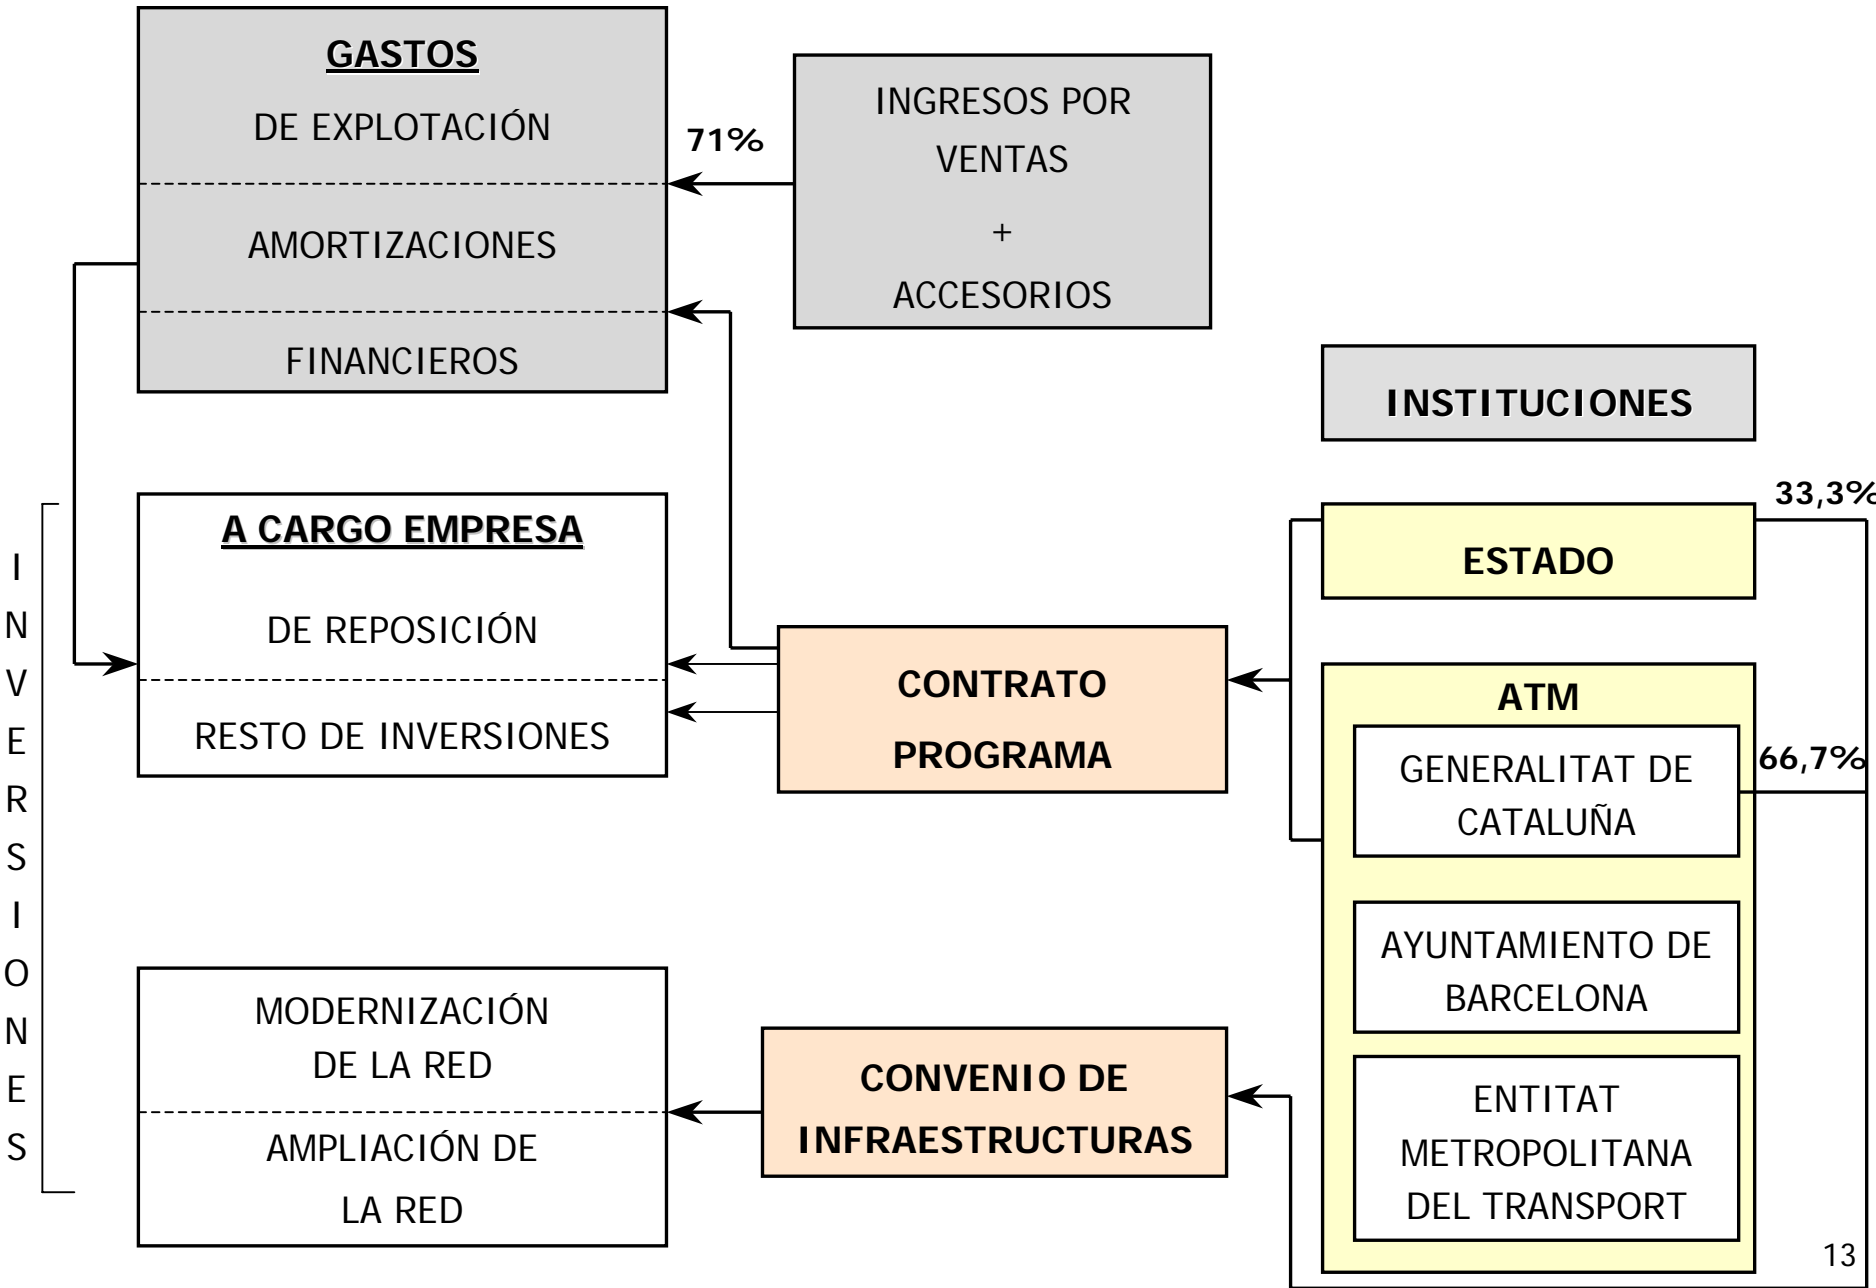 GASTOS
DE EXPLOTACIÓN
AMORTIZACIONES
FINANCIEROS
71%
INGRESOS POR
VENTAS
+
ACCESORIOS
INSTITUCIONES
33,3%
ESTADO
INVERSIONES
A CARGO EMPRESA
DE REPOSICIÓN
RESTO DE INVERSIONES
CONTRATO
PROGRAMA
ATM
GENERALITAT DE
CATALUÑA
66,7%
AYUNTAMIENTO DE
BARCELONA
ENTITAT
METROPOLITANA
DEL TRANSPORT
MODERNIZACIÓN
DE LA RED
AMPLIACIÓN DE
LA RED
CONVENIO DE
INFRAESTRUCTURAS
13